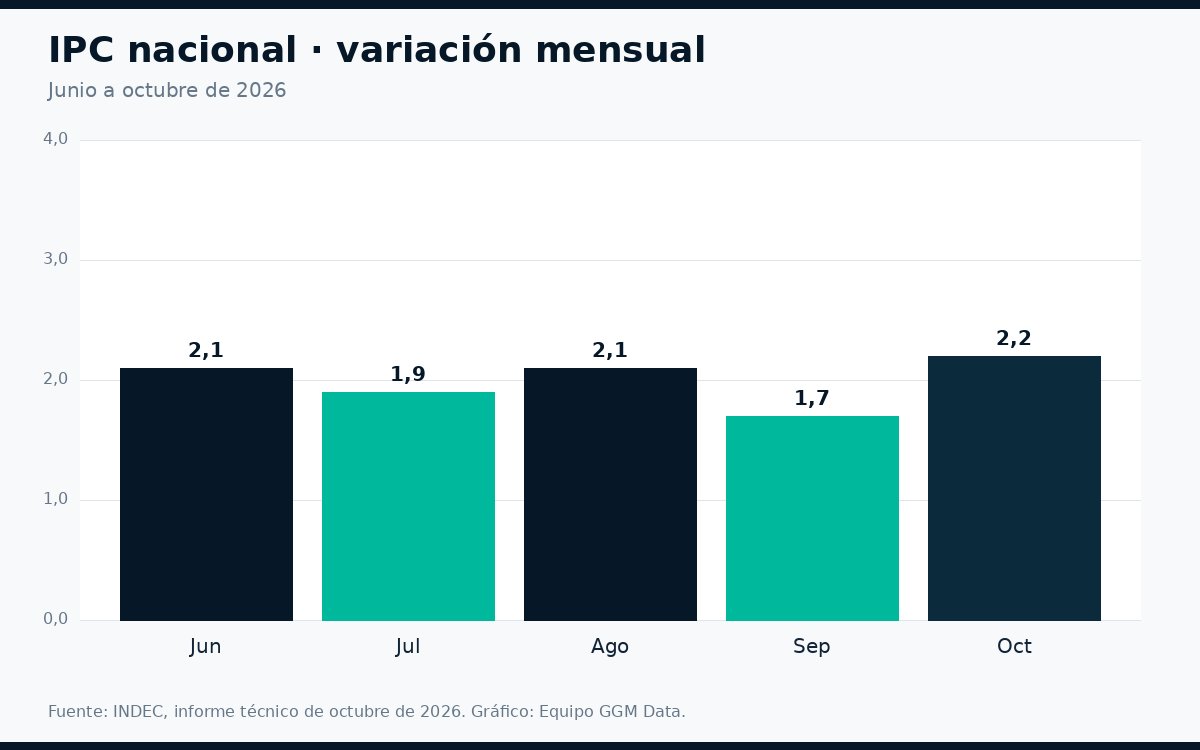 IPC nacional · variación mensual
Junio a octubre de 2026
4,0
3,0
2,0
1,0
0,0
2,1
1,9
2,1
1,7
2,2
Jun
Jul
Ago
Sep
Oct
Fuente: INDEC, informe técnico de octubre de 2026. Gráfico: Equipo GGM Data.